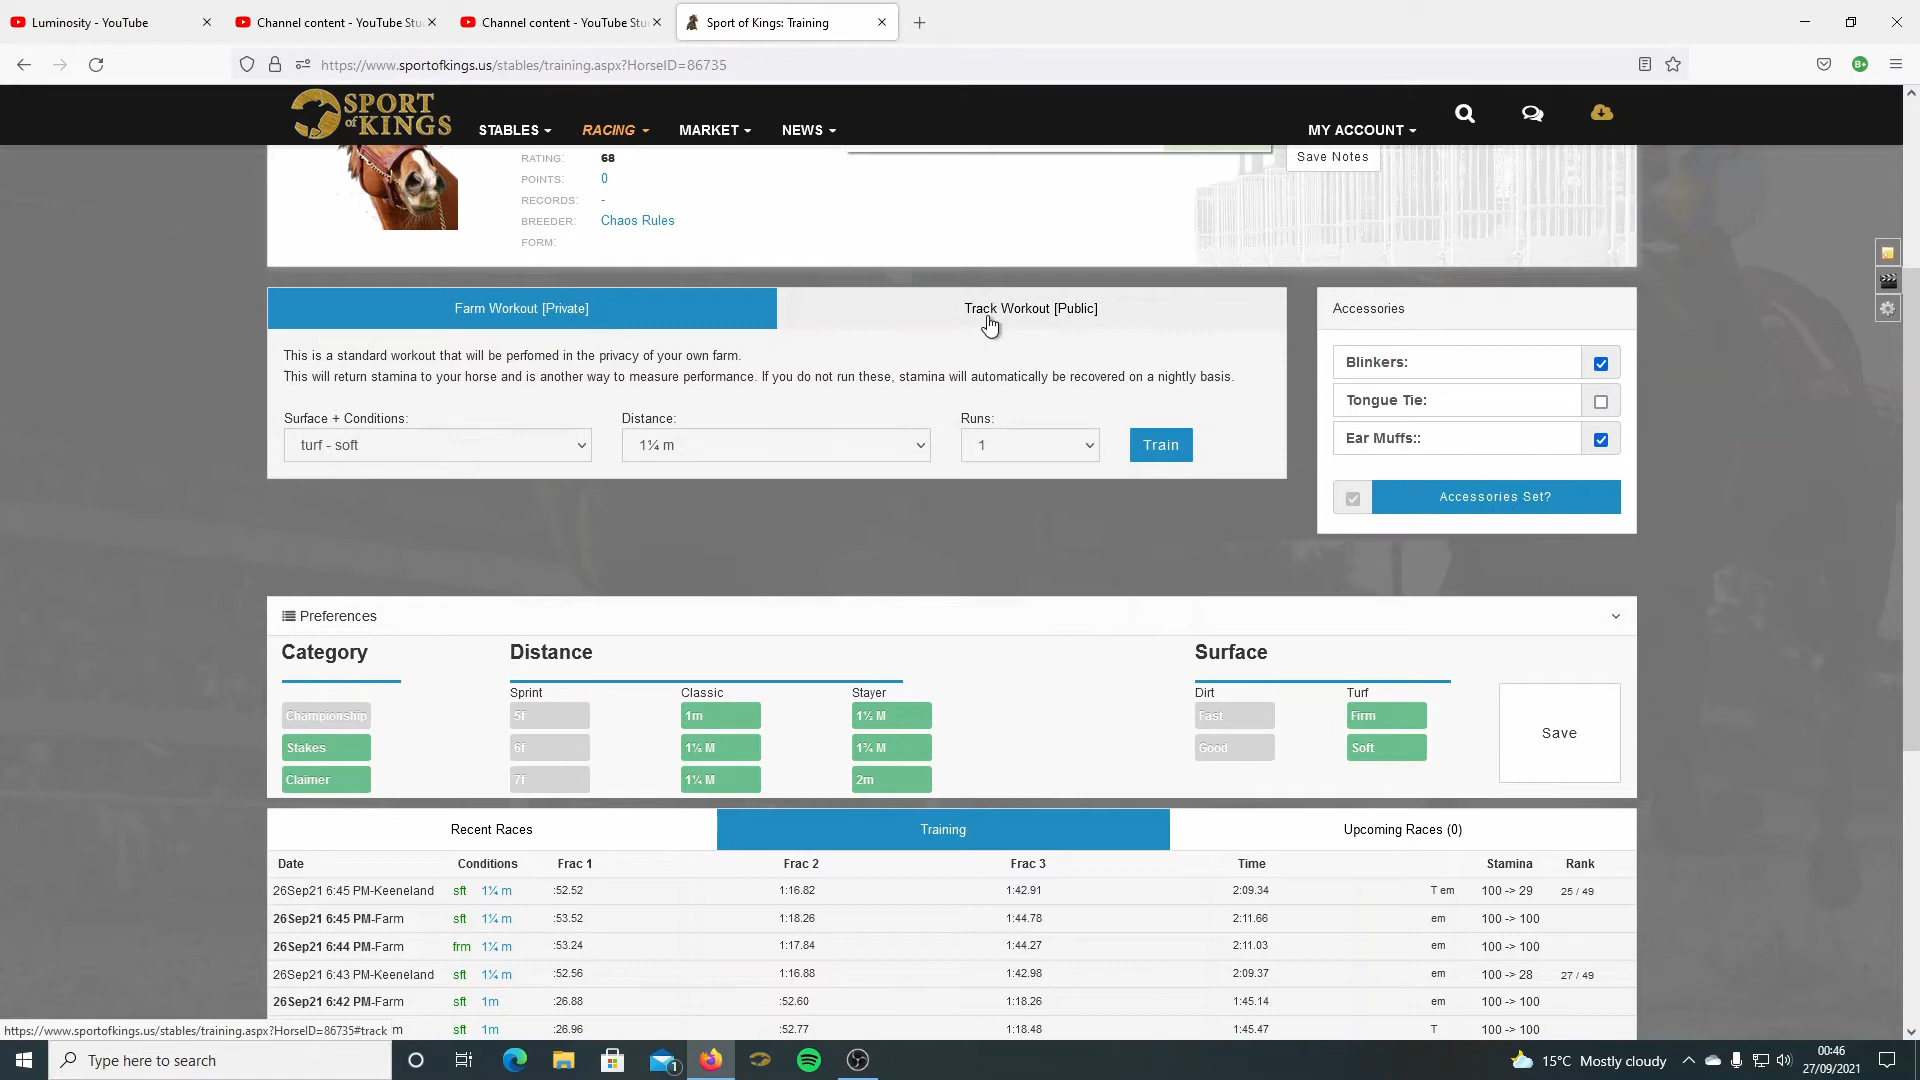 Luminosity - YouTube
Channel content - YouTube Stu
Channel content - YouTube Stu
Sport of Kings: Training
https://www.sportofkings.us/stables/training.aspx?HorseID=86735
SPORT of KINGS
STABLES
RACING
MARKET
NEWS
MY ACCOUNT
RATING: 68
POINTS: 0
RECORDS: -
BREEDER: Chaos Rules
FORM:
Save Notes
Farm Workout [Private]
Track Workout [Public]
This is a standard workout that will be perfomed in the privacy of your own farm.
This will return stamina to your horse and is another way to measure performance. If you do not run these, stamina will automatically be recovered on a nightly basis.
Surface + Conditions: Distance: Runs:
turf - soft 1¼ m 1 Train
Accessories
Blinkers:
Tongue Tie:
Ear Muffs::
Accessories Set?
Preferences
Category Distance Surface
Sprint Classic Stayer Dirt Turf
Championship 5f 1m 1½ M Fast Firm
Stakes 6f 1⅛ M 1¾ M Good Soft
Claimer 7f 1¼ M 2m
Save
Recent Races Training Upcoming Races (0)
Date Conditions Frac 1 Frac 2 Frac 3 Time Stamina Rank
26Sep21 6:45 PM-Keeneland sft 1¼ m :52.52 1:16.82 1:42.91 2:09.34 T em 100 -> 29 25 / 49
26Sep21 6:45 PM-Farm sft 1¼ m :53.52 1:18.26 1:44.78 2:11.66 em 100 -> 100
26Sep21 6:44 PM-Farm frm 1¼ m :53.24 1:17.84 1:44.27 2:11.03 em 100 -> 100
26Sep21 6:43 PM-Keeneland sft 1¼ m :52.56 1:16.88 1:42.98 2:09.37 em 100 -> 28 27 / 49
26Sep21 6:42 PM-Farm sft 1m :26.88 :52.60 1:18.26 1:45.14 em 100 -> 100
m sft 1m :26.96 :52.77 1:18.48 1:45.47 T 100 -> 100
https://www.sportofkings.us/stables/training.aspx?HorseID=86735#track
Type here to search
1
15°C Mostly cloudy
00:46
27/09/2021